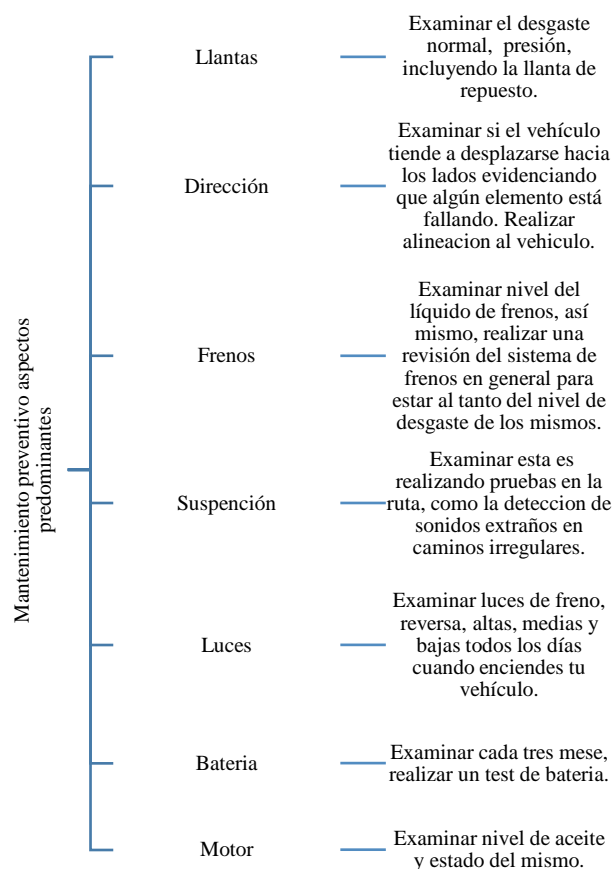 Mantenimiento preventivo aspectos
predominantes
Llantas
Examinar el desgaste
normal, presión,
incluyendo la llanta de
repuesto.
Dirección
Examinar si el vehículo
tiende a desplazarse hacia
los lados evidenciando
que algún elemento está
fallando. Realizar
alineacion al vehiculo.
Frenos
Examinar nivel del
líquido de frenos, así
mismo, realizar una
revisión del sistema de
frenos en general para
estar al tanto del nivel de
desgaste de los mismos.
Suspención
Examinar esta es
realizando pruebas en la
ruta, como la deteccion de
sonidos extraños en
caminos irregulares.
Luces
Examinar luces de freno,
reversa, altas, medias y
bajas todos los días
cuando enciendes tu
vehículo.
Bateria
Examinar cada tres mese,
realizar un test de bateria.
Motor
Examinar nivel de aceite
y estado del mismo.